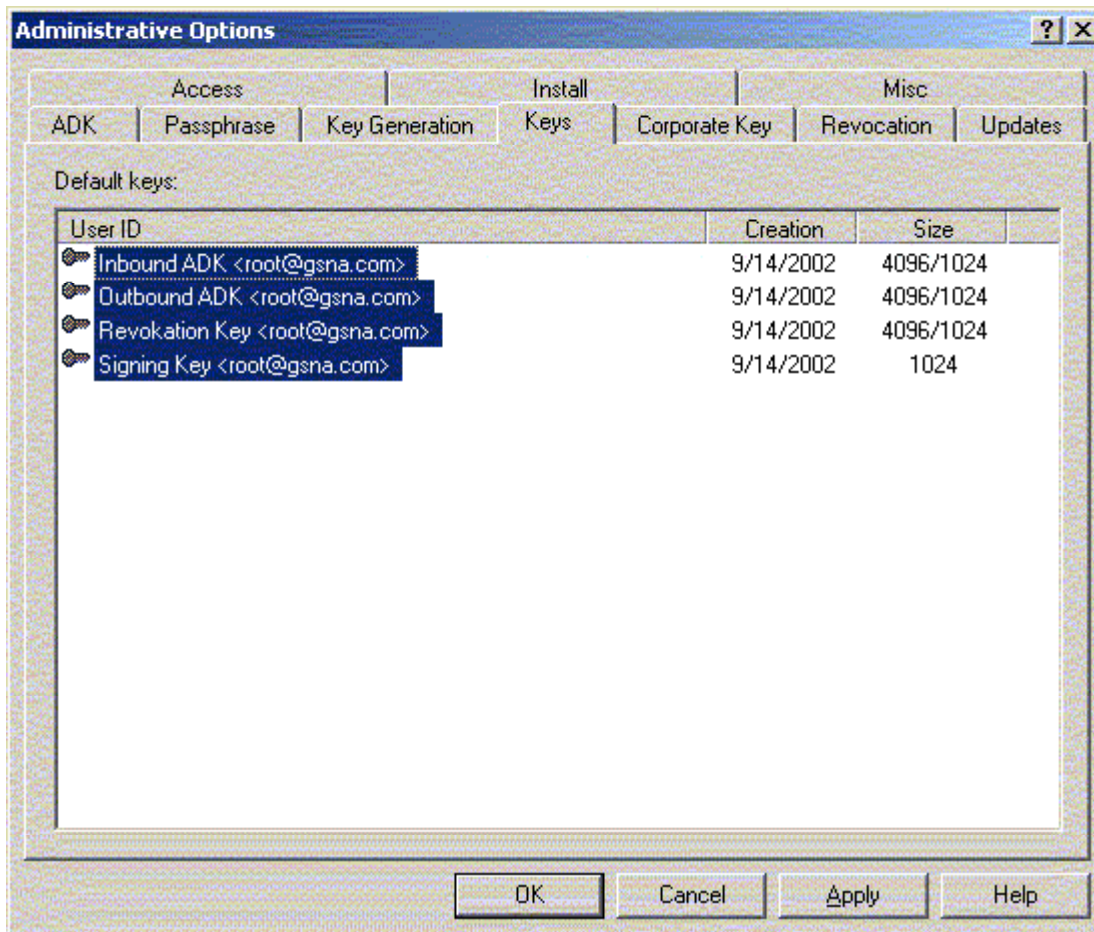 Administrative Options
Access Install Misc
ADK Passphrase Key Generation Keys Corporate Key Revocation Updates
Default keys:
User ID Creation Size
Inbound ADK <root@gsna.com> 9/14/2002 4096/1024
Outbound ADK <root@gsna.com> 9/14/2002 4096/1024
Revokation Key <root@gsna.com> 9/14/2002 4096/1024
Signing Key <root@gsna.com> 9/14/2002 1024
OK Cancel Apply Help